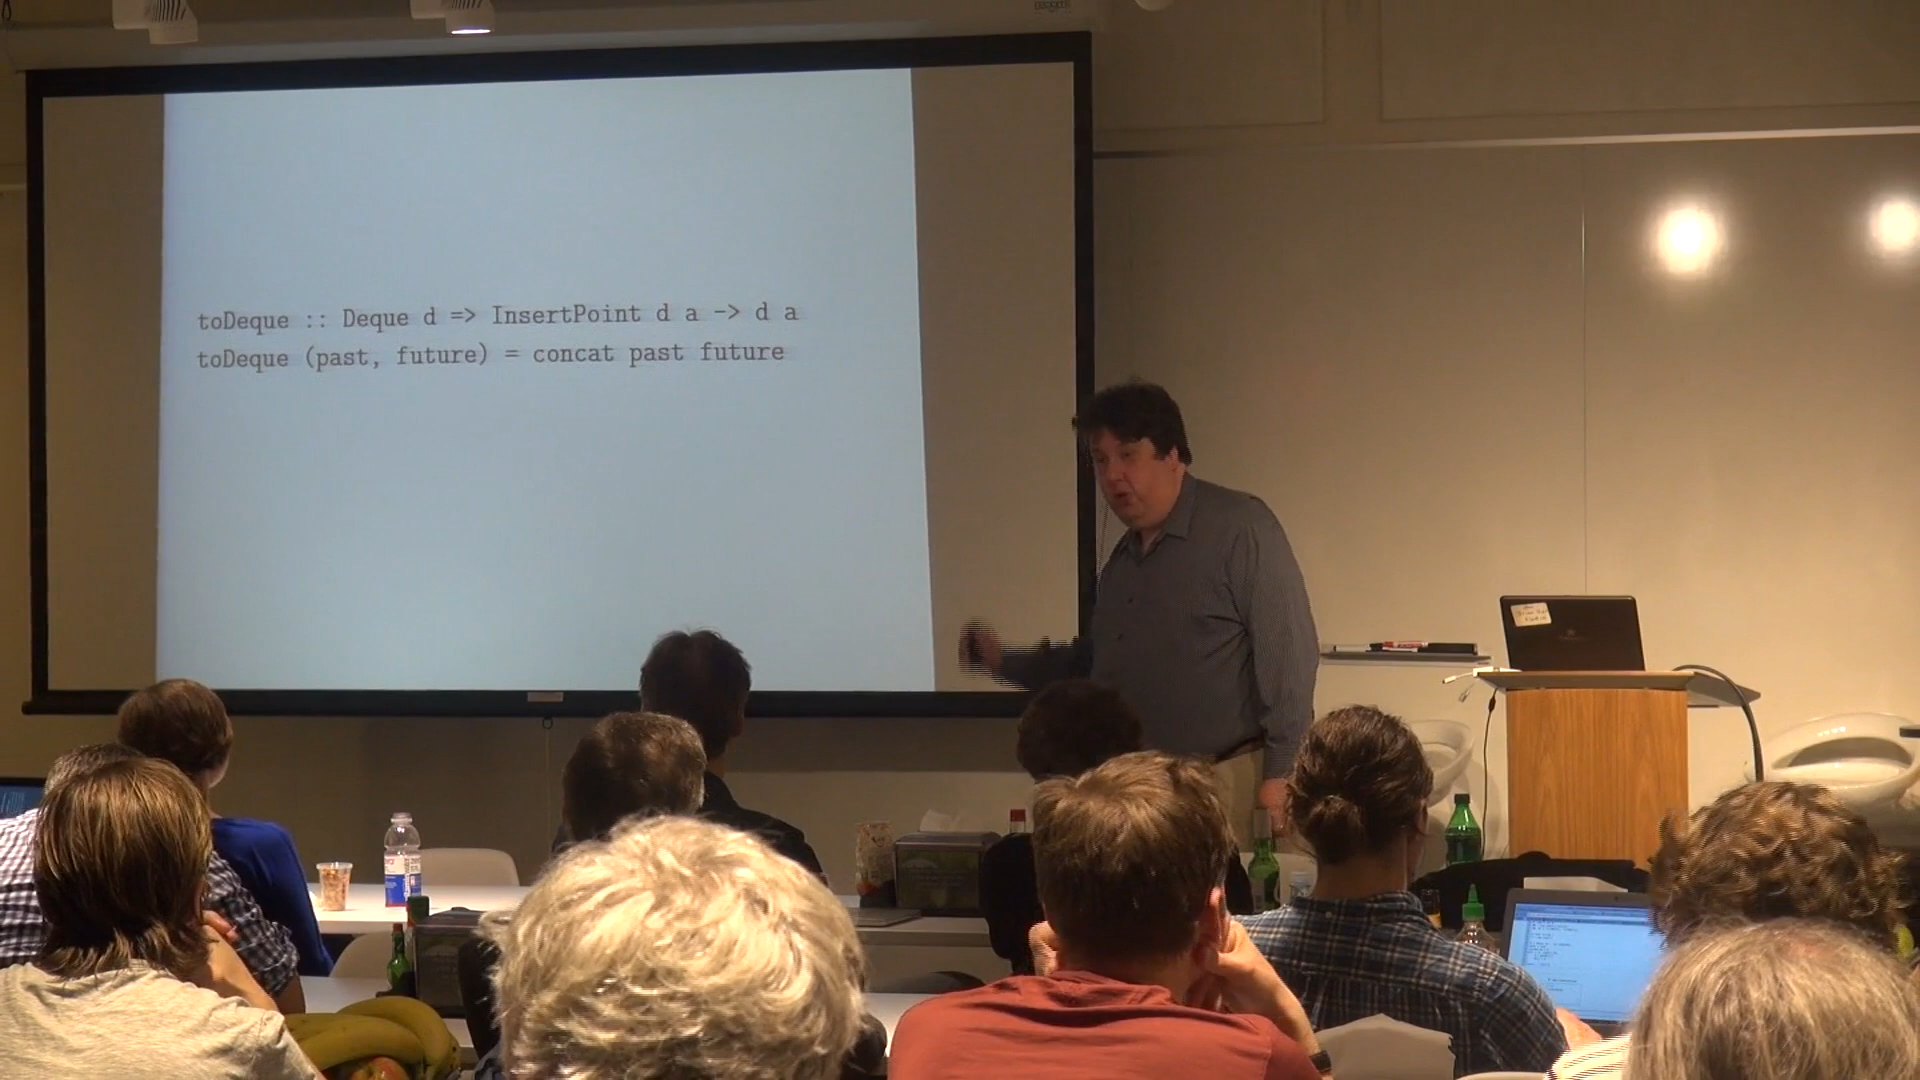 toDeque :: Deque d => InsertPoint d a -> d a
toDeque (past, future) = concat past future